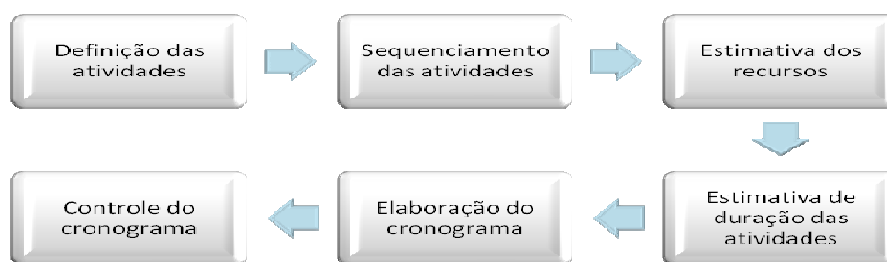 Definição das
atividades
Sequenciamento
das atividades
Estimativa dos
recursos
Estimativa de
duração das
atividades
Elaboração do
cronograma
Controle do
cronograma